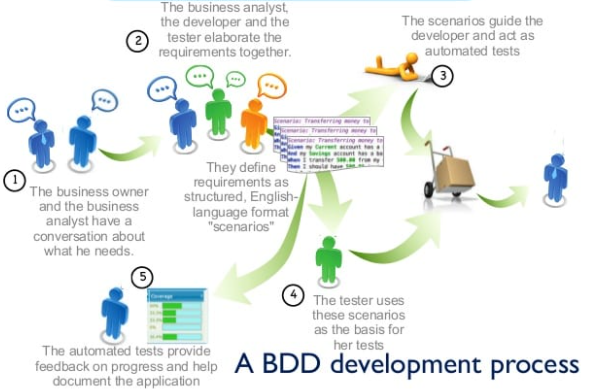 The business analyst,
the developer and the
tester elaborate the
requirements together.
2
The scenarios guide the
developer and act as
automated tests
3
Scenario: Transferring money to
Scenario: Transferring money to
Scenario: Transferring money to
Given my Current account has a
And my Savings account has a ba
When I transfer 500.00 from my
Then I should have
They define
requirements as
structured, English-
language format
"scenarios"
1
The business owner
and the business
analyst have a
conversation about
what he needs.
5
Coverage
4
The tester uses
these scenarios
as the basis for
her tests
The automated tests provide
feedback on progress and help
document the application
A BDD development process